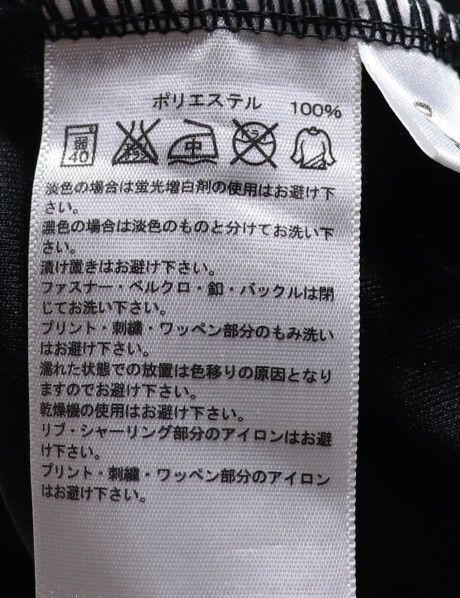 ポリエステル 100%
弱 40 エンソサラシ 中 ドライ
淡色の場合は蛍光増白剤の使用はお避け下
さい。
濃色の場合は淡色のものと分けてお洗い下
さい。
漬け置きはお避け下さい。
ファスナー・ベルクロ・釦・バックルは閉
じてお洗い下さい。
プリント・刺繍・ワッペン部分のもみ洗い
はお避け下さい。
濡れた状態での放置は色移りの原因となり
ますのでお避け下さい。
乾燥機の使用はお避け下さい。
リブ・シャーリング部分のアイロンはお避
け下さい。
プリント・刺繍・ワッペン部分のアイロン
はお避け下さい。